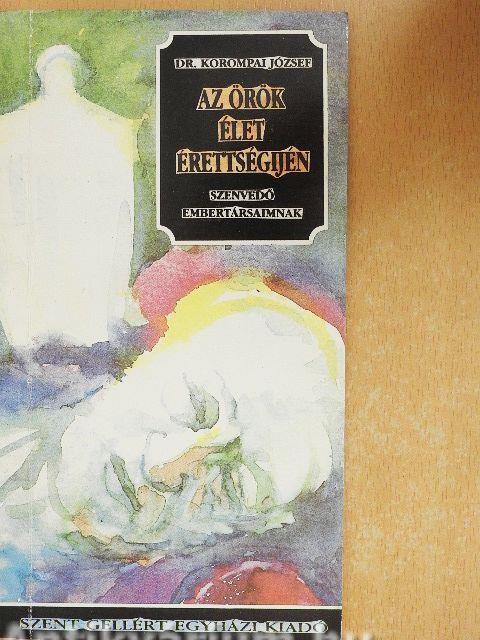 DR. KOROMPAI JÓZSEF
AZ ÖRÖK
ÉLET
ÉRETTSÉGIJÉN
SZENVEDŐ
EMBERTÁRSAIMNAK
SZENT GELLÉRT EGYHÁZI KIADÓ